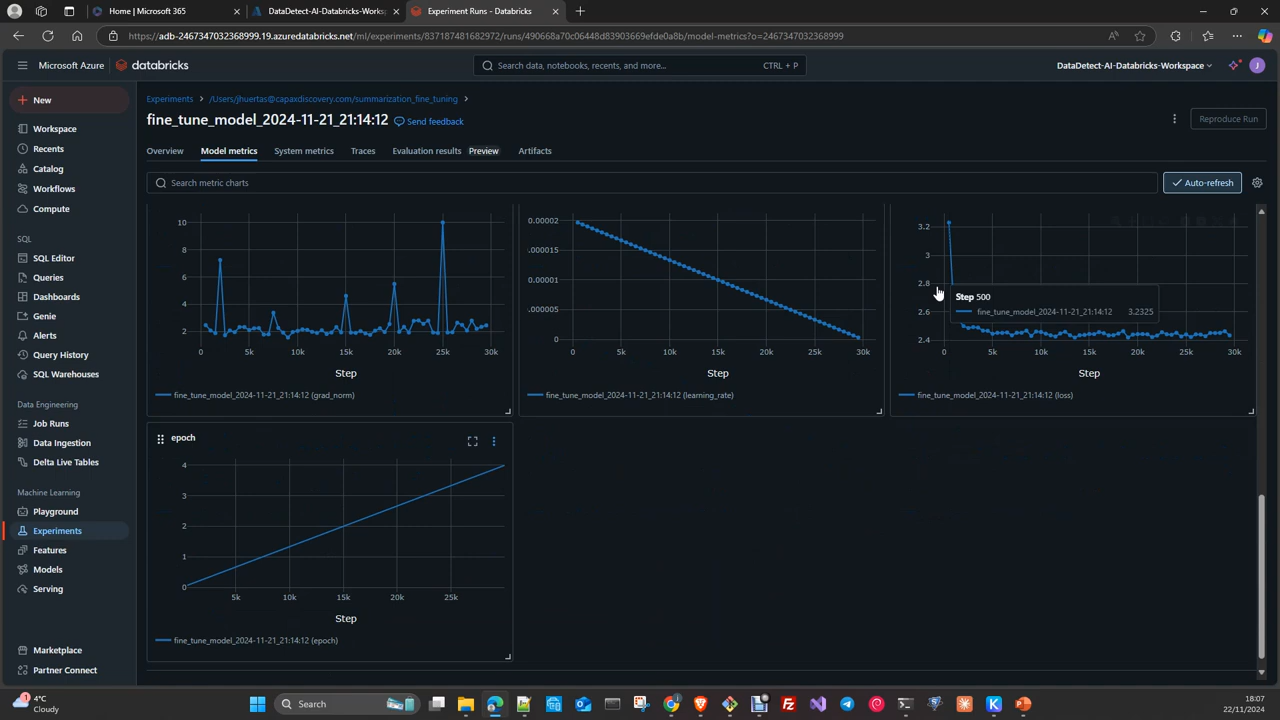 Home | Microsoft 365
DataDetect-AI-Databricks-Works
Experiment Runs - Databricks
https://adb-2467347032368999.19.azuredatabricks.net/ml/experiments/837187481682972/runs/490668a70c06448d83903669efde0a8b/model-metrics?o=2467347032368999
Microsoft Azure
databricks
Search data, notebooks, recents, and more...
CTRL + P
DataDetect-AI-Databricks-Workspace
J
New
Workspace
Recents
Catalog
Workflows
Compute
SQL
SQL Editor
Queries
Dashboards
Genie
Alerts
Query History
SQL Warehouses
Data Engineering
Job Runs
Data Ingestion
Delta Live Tables
Machine Learning
Playground
Experiments
Features
Models
Serving
Marketplace
Partner Connect
Experiments > /Users/jhuertas@capaxdiscovery.com/summarization_fine_tuning >
fine_tune_model_2024-11-21_21:14:12
Send feedback
Reproduce Run
Overview
Model metrics
System metrics
Traces
Evaluation results
Preview
Artifacts
Search metric charts
Auto-refresh
10
8
6
4
2
0 5k 10k 15k 20k 25k 30k
Step
fine_tune_model_2024-11-21_21:14:12 (grad_norm)
0.00002
0.000015
0.00001
0.000005
0
0 5k 10k 15k 20k 25k 30k
Step
fine_tune_model_2024-11-21_21:14:12 (learning_rate)
3.2
3
2.8
2.6
2.4
Step 500
fine_tune_model_2024-11-21_21:14:12 3.2325
0 5k 10k 15k 20k 25k 30k
Step
fine_tune_model_2024-11-21_21:14:12 (loss)
epoch
4
3
2
1
0
5k 10k 15k 20k 25k
Step
fine_tune_model_2024-11-21_21:14:12 (epoch)
1
4°C
Cloudy
Search
18:07
22/11/2024